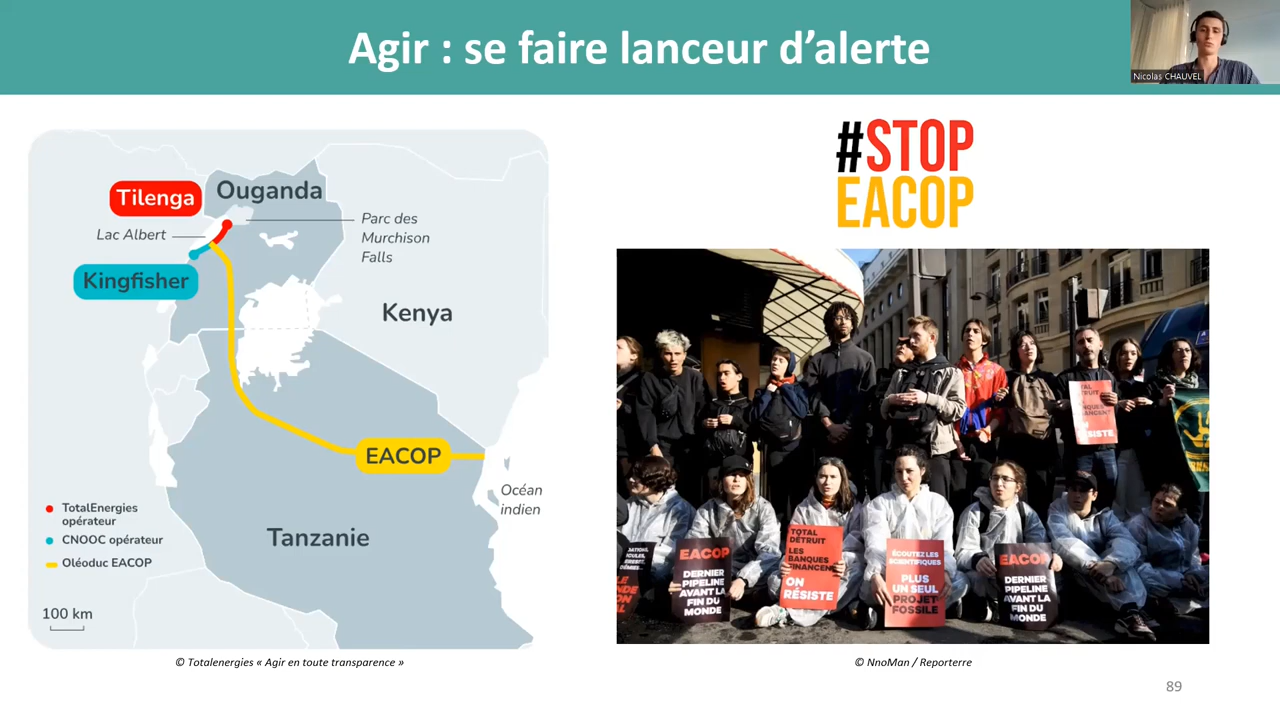 Agir : se faire lanceur d’alerte
Nicolas CHAUVEL
Tilenga
Ouganda
Lac Albert
Parc des
Murchison
Falls
Kingfisher
Kenya
EACOP
Océan
indien
Tanzanie
TotalEnergies
opérateur
CNOOC opérateur
Oléoduc EACOP
100 km
© Totalenergies « Agir en toute transparence »
#STOP
EACOP
EACOP
DERNIER
PIPELINE
AVANT LA
FIN DU
MONDE
TOTAL
DÉTRUIT
LES
BANQUES
FINANCENT
ON
RÉSISTE
ÉCOUTEZ LES
SCIENTIFIQUES
PLUS
UN SEUL
PROJET
FOSSILE
EACOP
DERNIER
PIPELINE
AVANT LA
FIN DU
MONDE
© NnoMan / Reporterre
89